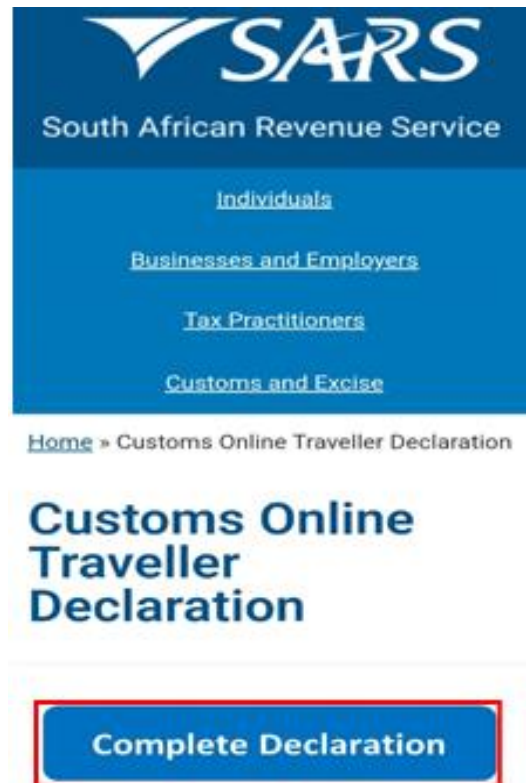 SARS
South African Revenue Service
Individuals
Businesses and Employers
Tax Practitioners
Customs and Excise
Home » Customs Online Traveller Declaration
Customs Online
Traveller
Declaration
Complete Declaration